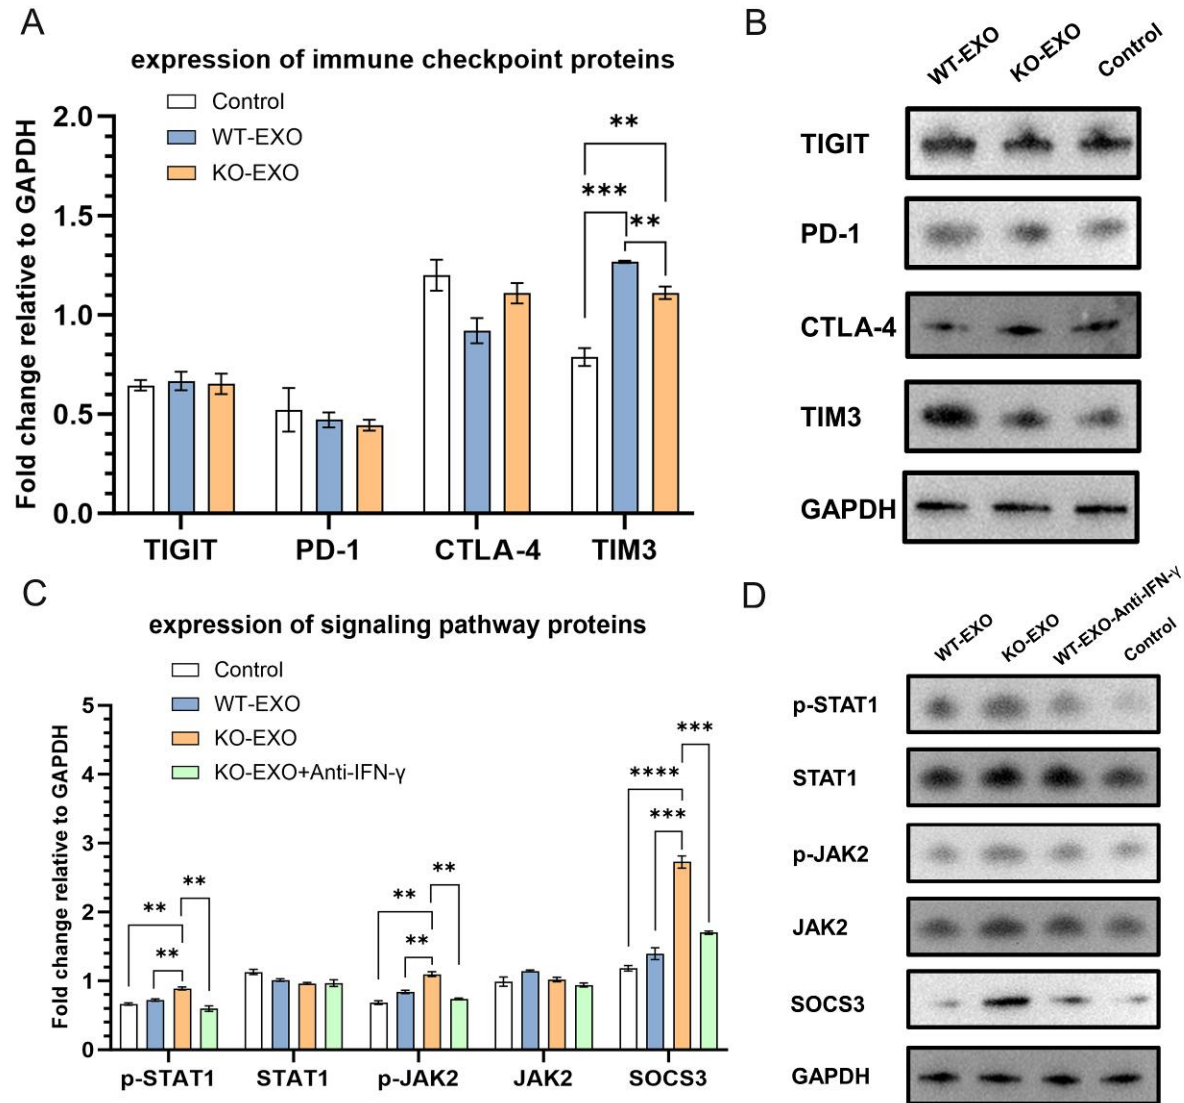 A
expression of immune checkpoint proteins
Control
WT-EXO
KO-EXO
Fold change relative to GAPDH
2.0
1.5
1.0
0.5
0.0
**
***
**
TIGIT PD-1 CTLA-4 TIM3
B
WT-EXO KO-EXO Control
TIGIT
PD-1
CTLA-4
TIM3
GAPDH
C
expression of signaling pathway proteins
Control
WT-EXO
KO-EXO
KO-EXO+Anti-IFN-γ
Fold change relative to GAPDH
5
4
3
2
1
0
**
**
**
**
**
**
***
****
***
p-STAT1 STAT1 p-JAK2 JAK2 SOCS3
D
WT-EXO KO-EXO WT-EXO-Anti-IFN-γ Control
p-STAT1
STAT1
p-JAK2
JAK2
SOCS3
GAPDH